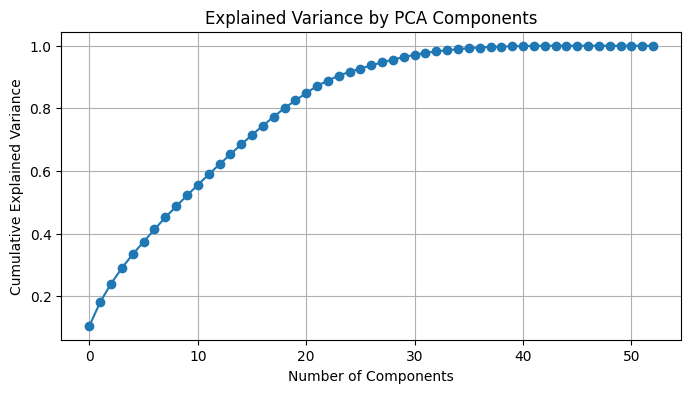 Explained Variance by PCA Components
Cumulative Explained Variance
1.0
0.8
0.6
0.4
0.2
0 10 20 30 40 50
Number of Components